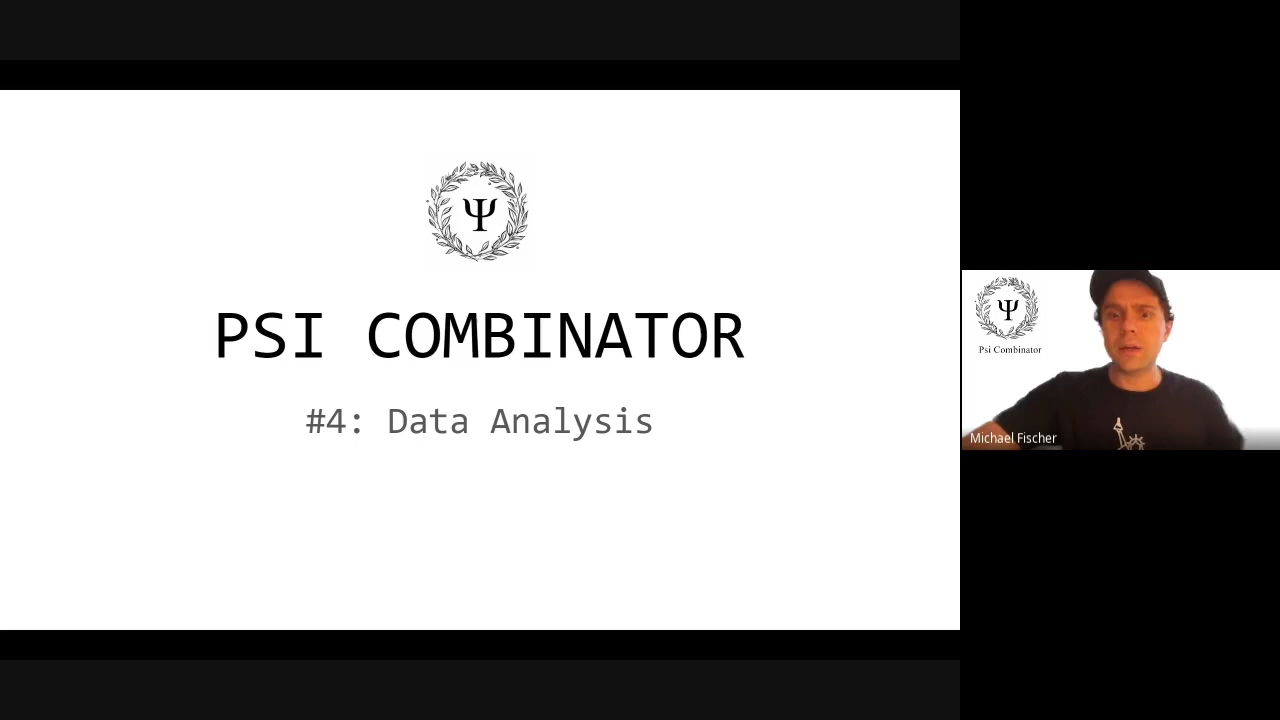 Ψ
PSI COMBINATOR
#4: Data Analysis
Ψ
Psi Combinator
Michael Fischer